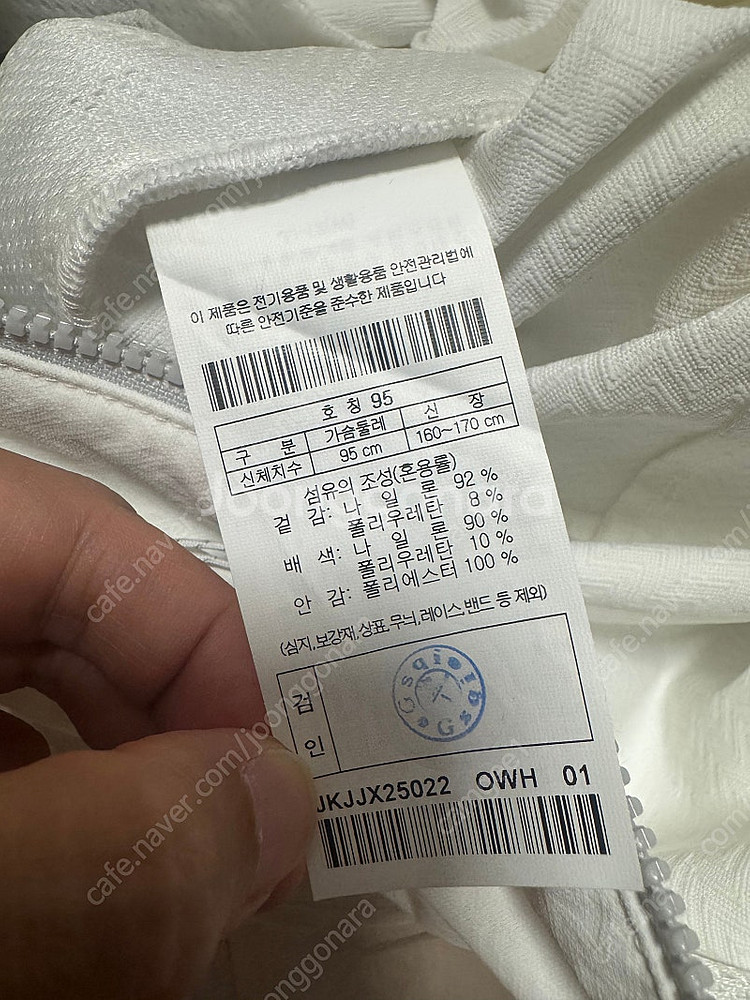 이 제품은 전기용품 및 생활용품 안전관리법에
따른 안전기준을 준수한 제품입니다
호 칭 95
구 분 가슴둘레 신 장
신체치수 95 cm 160~170 cm
섬유의 조성(혼용률)
겉 감: 나 일 론 92 %
폴리우레탄 8 %
배 색: 나 일 론 90 %
폴리우레탄 10 %
안 감: 폴리에스터 100 %
(심지,보강재,상표,무늬,레이스,밴드 등 제외)
검
인
JKJJX25022 OWH 01
cafe.naver.com/joonggonara